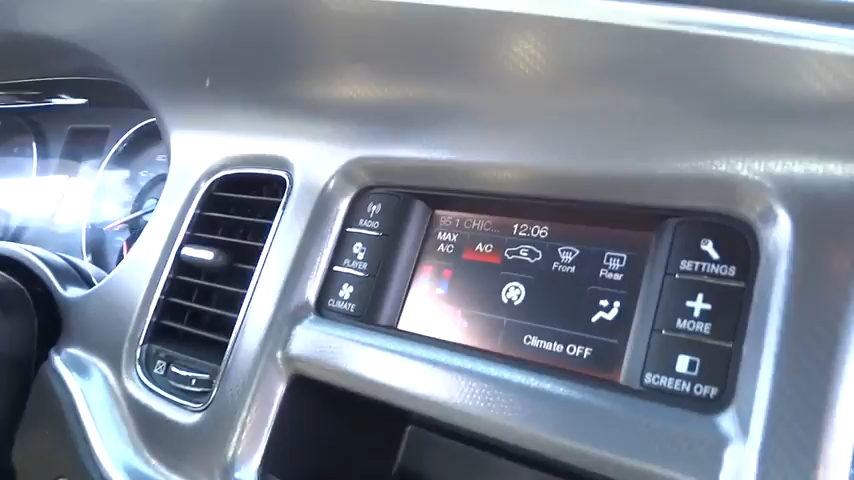 RADIO
PLAYER
CLIMATE
95.1 CHIC...
12:06
MAX
A/C
A/C
Front
Rear
Climate OFF
SETTINGS
MORE
SCREEN OFF